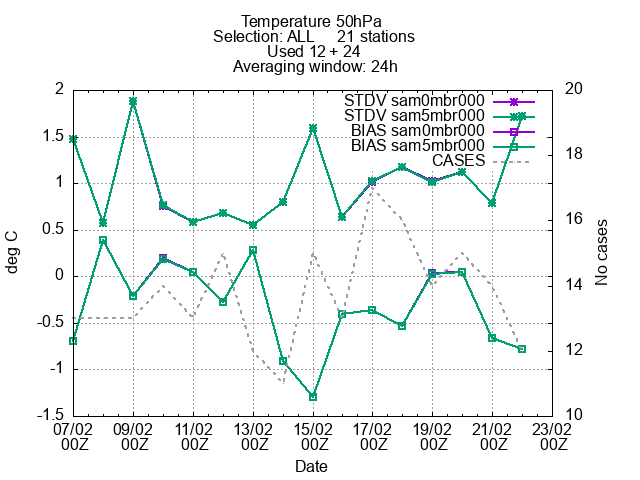 Temperature 50hPa
Selection: ALL 21 stations
Used 12 + 24
Averaging window: 24h
STDV sam0mbr000
STDV sam5mbr000
BIAS sam0mbr000
BIAS sam5mbr000
CASES
deg C
2
1.5
1
0.5
0
-0.5
-1
-1.5
No cases
20
18
16
14
12
10
07/02 09/02 11/02 13/02 15/02 17/02 19/02 21/02 23/02
00Z 00Z 00Z 00Z 00Z 00Z 00Z 00Z 00Z
Date